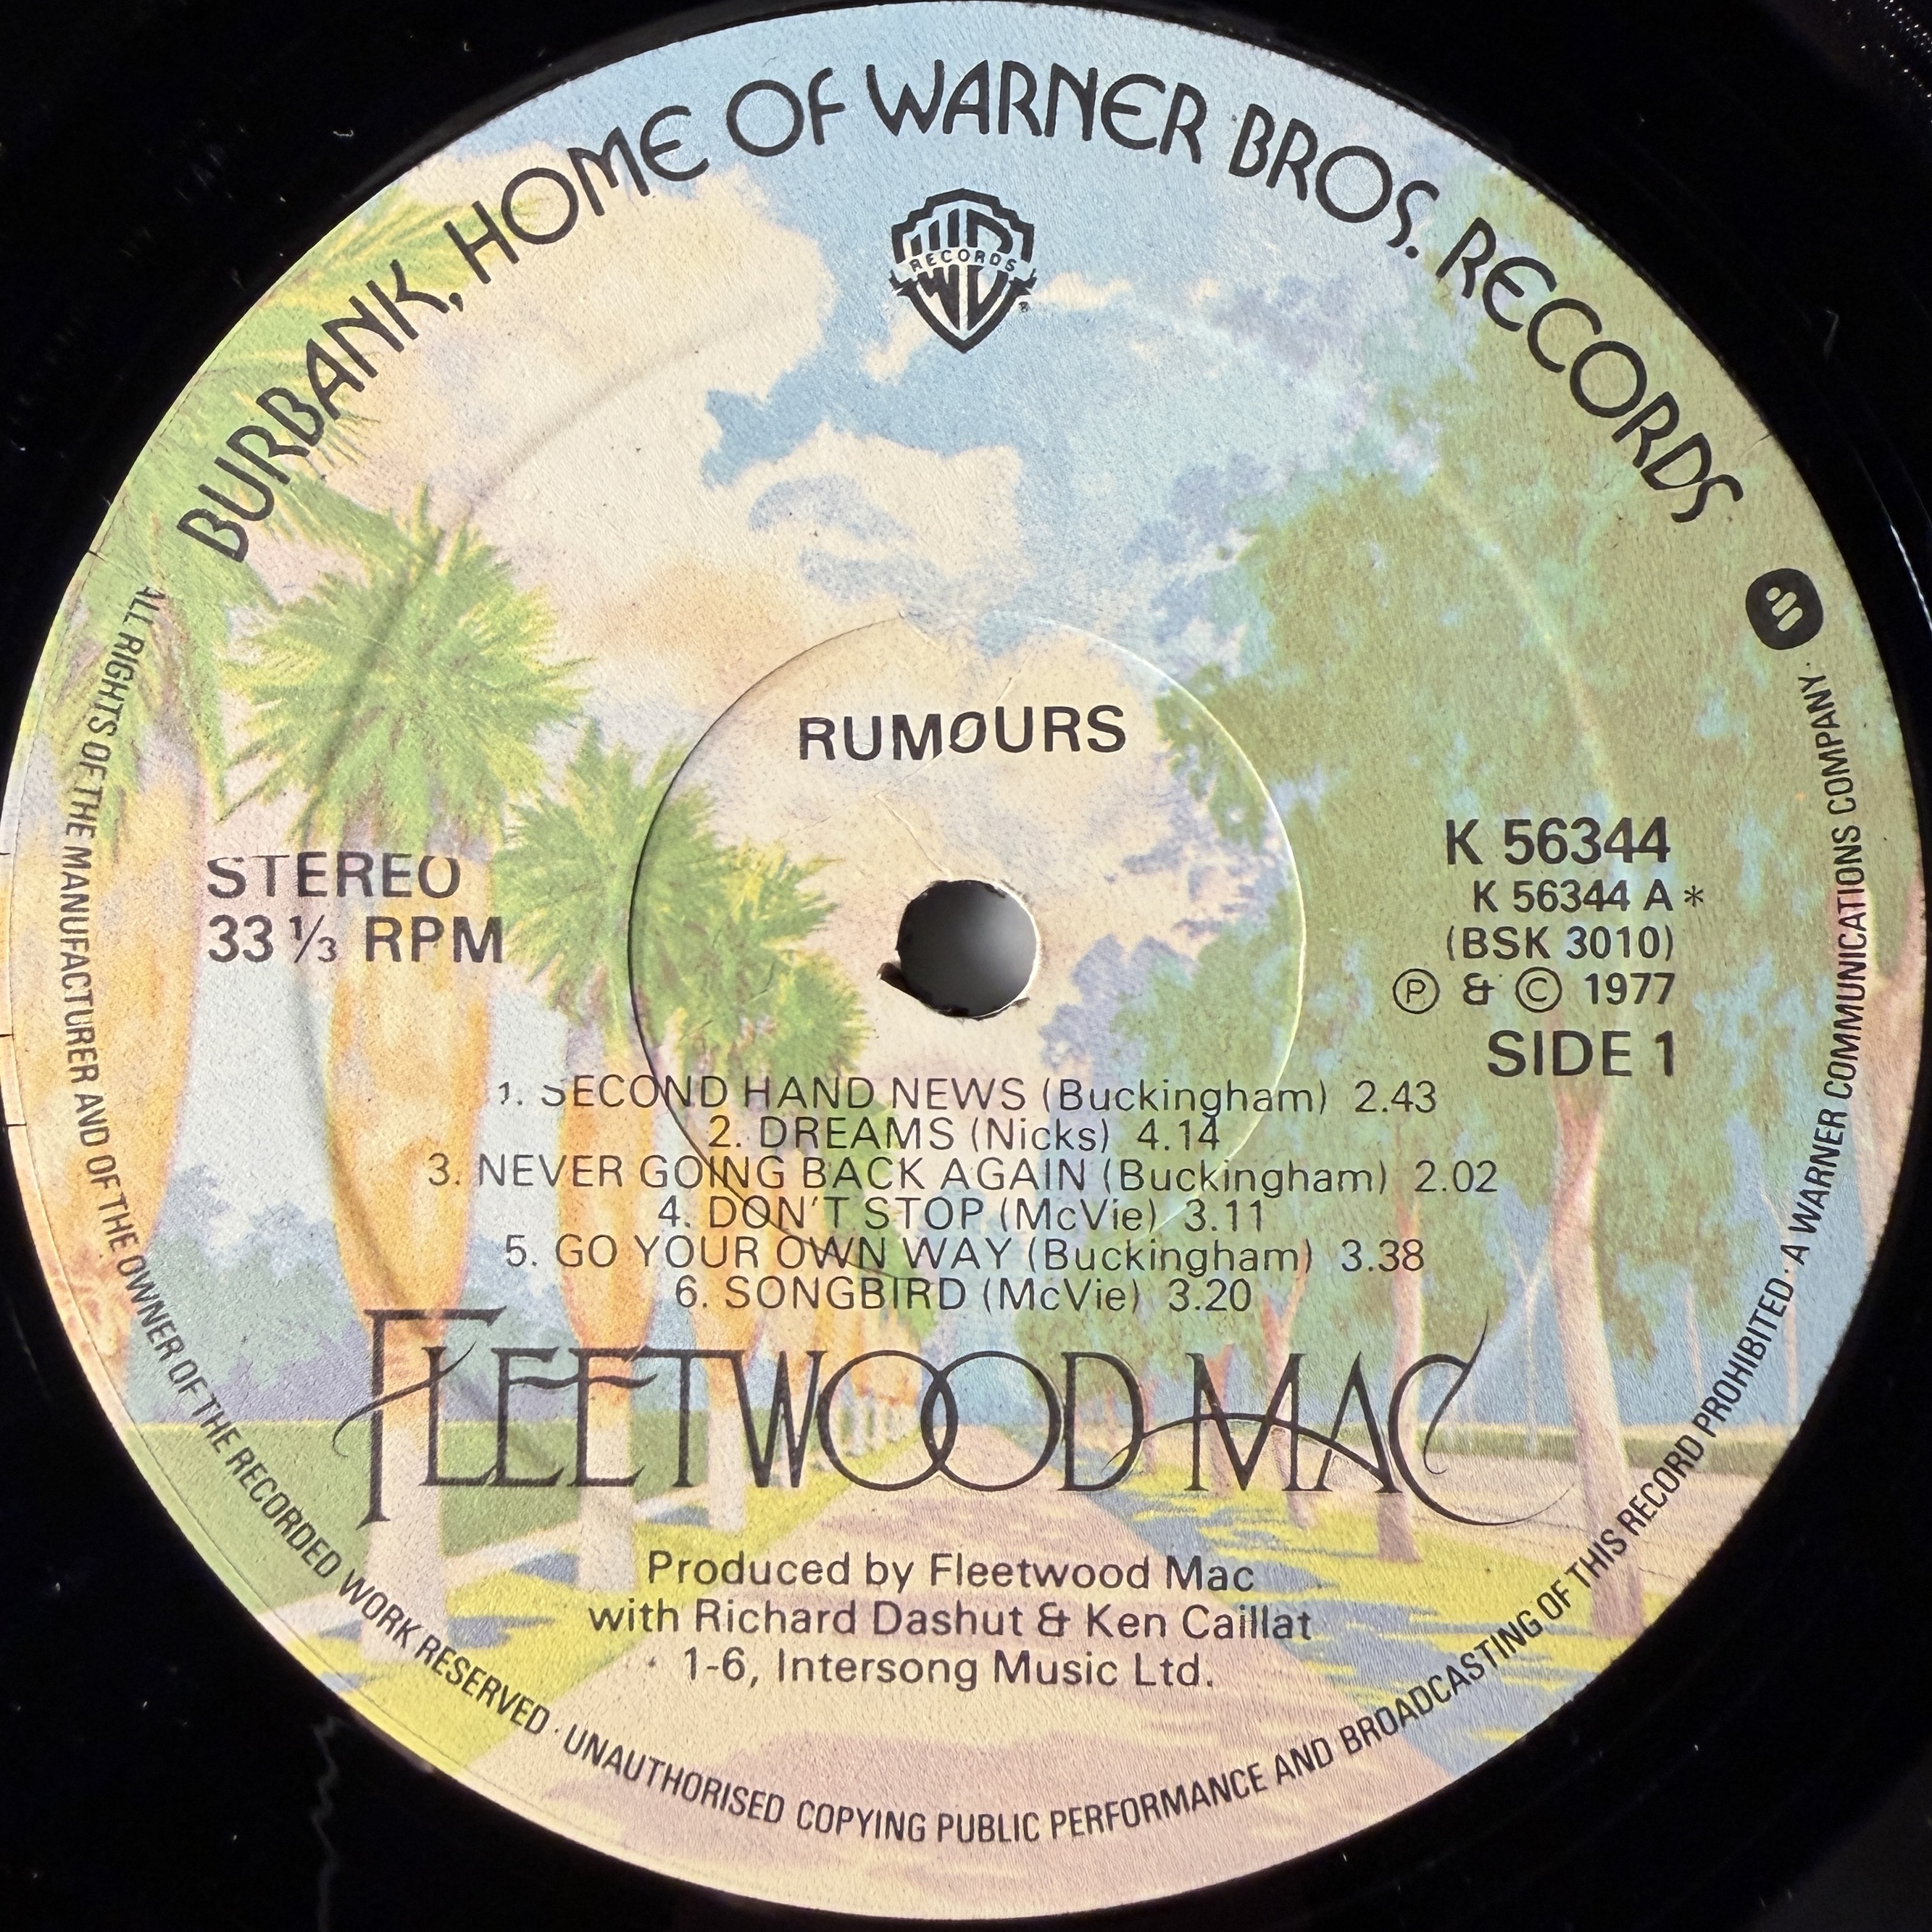 BURBANK, HOME OF WARNER BROS. RECORDS
W
RECORDS
®
RUMOURS
STEREO
33 ⅓ RPM
K 56344
K 56344 A *
(BSK 3010)
Ⓟ & © 1977
SIDE 1
1. SECOND HAND NEWS (Buckingham) 2.43
2. DREAMS (Nicks) 4.14
3. NEVER GOING BACK AGAIN (Buckingham) 2.02
4. DON'T STOP (McVie) 3.11
5. GO YOUR OWN WAY (Buckingham) 3.38
6. SONGBIRD (McVie) 3.20
FLEETWOOD MAC
Produced by Fleetwood Mac
with Richard Dashut & Ken Caillat
1-6, Intersong Music Ltd.
ALL RIGHTS OF THE MANUFACTURER AND OF THE OWNER OF THE RECORDED WORK RESERVED · UNAUTHORISED COPYING PUBLIC PERFORMANCE AND BROADCASTING OF THIS RECORD PROHIBITED · A WARNER COMMUNICATIONS COMPANY ·